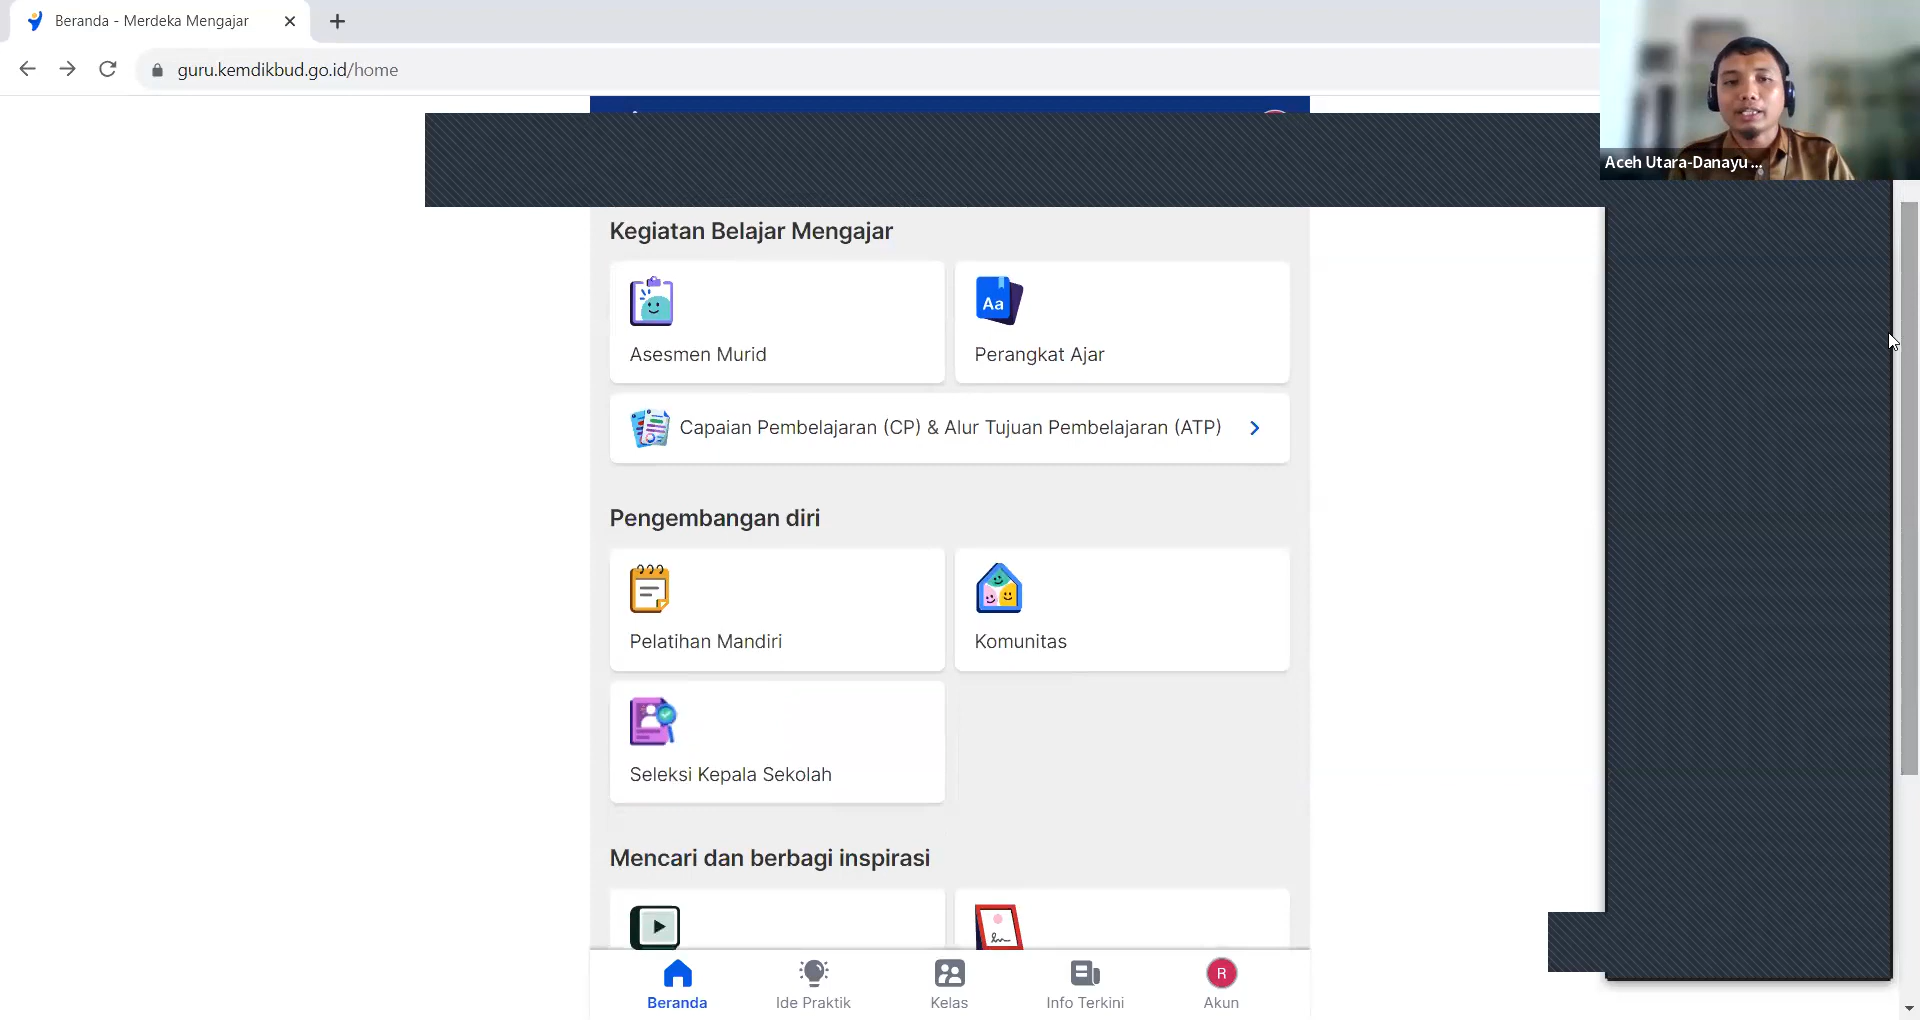 Beranda - Merdeka Mengajar
guru.kemdikbud.go.id/home
Aceh Utara-Danayu ...
Kegiatan Belajar Mengajar
Aa
Asesmen Murid
Perangkat Ajar
Capaian Pembelajaran (CP) & Alur Tujuan Pembelajaran (ATP)
Pengembangan diri
Pelatihan Mandiri
Komunitas
Seleksi Kepala Sekolah
Mencari dan berbagi inspirasi
R
Beranda
Ide Praktik
Kelas
Info Terkini
Akun